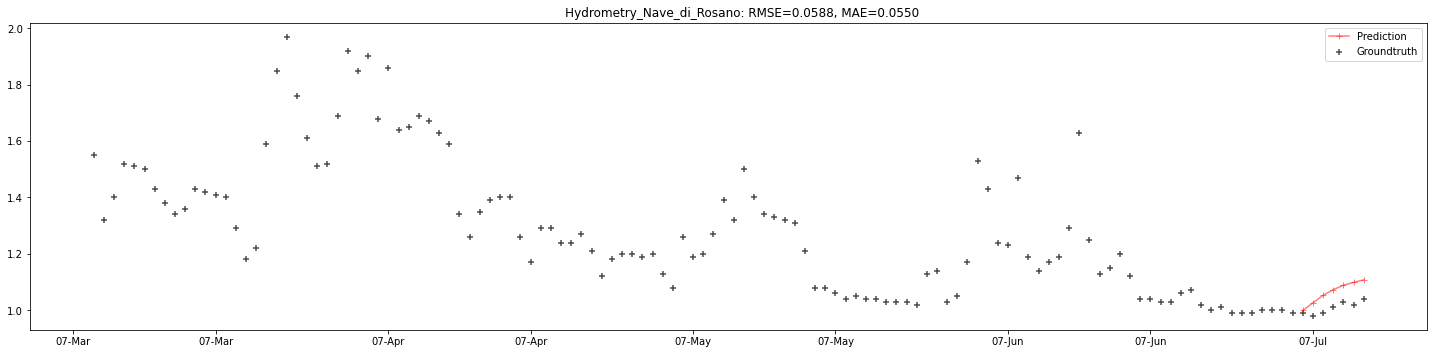 Hydrometry_Nave_di_Rosano: RMSE=0.0588, MAE=0.0550
Prediction
Groundtruth
2.0
1.8
1.6
1.4
1.2
1.0
07-Mar 07-Mar 07-Apr 07-Apr 07-May 07-May 07-Jun 07-Jun 07-Jul